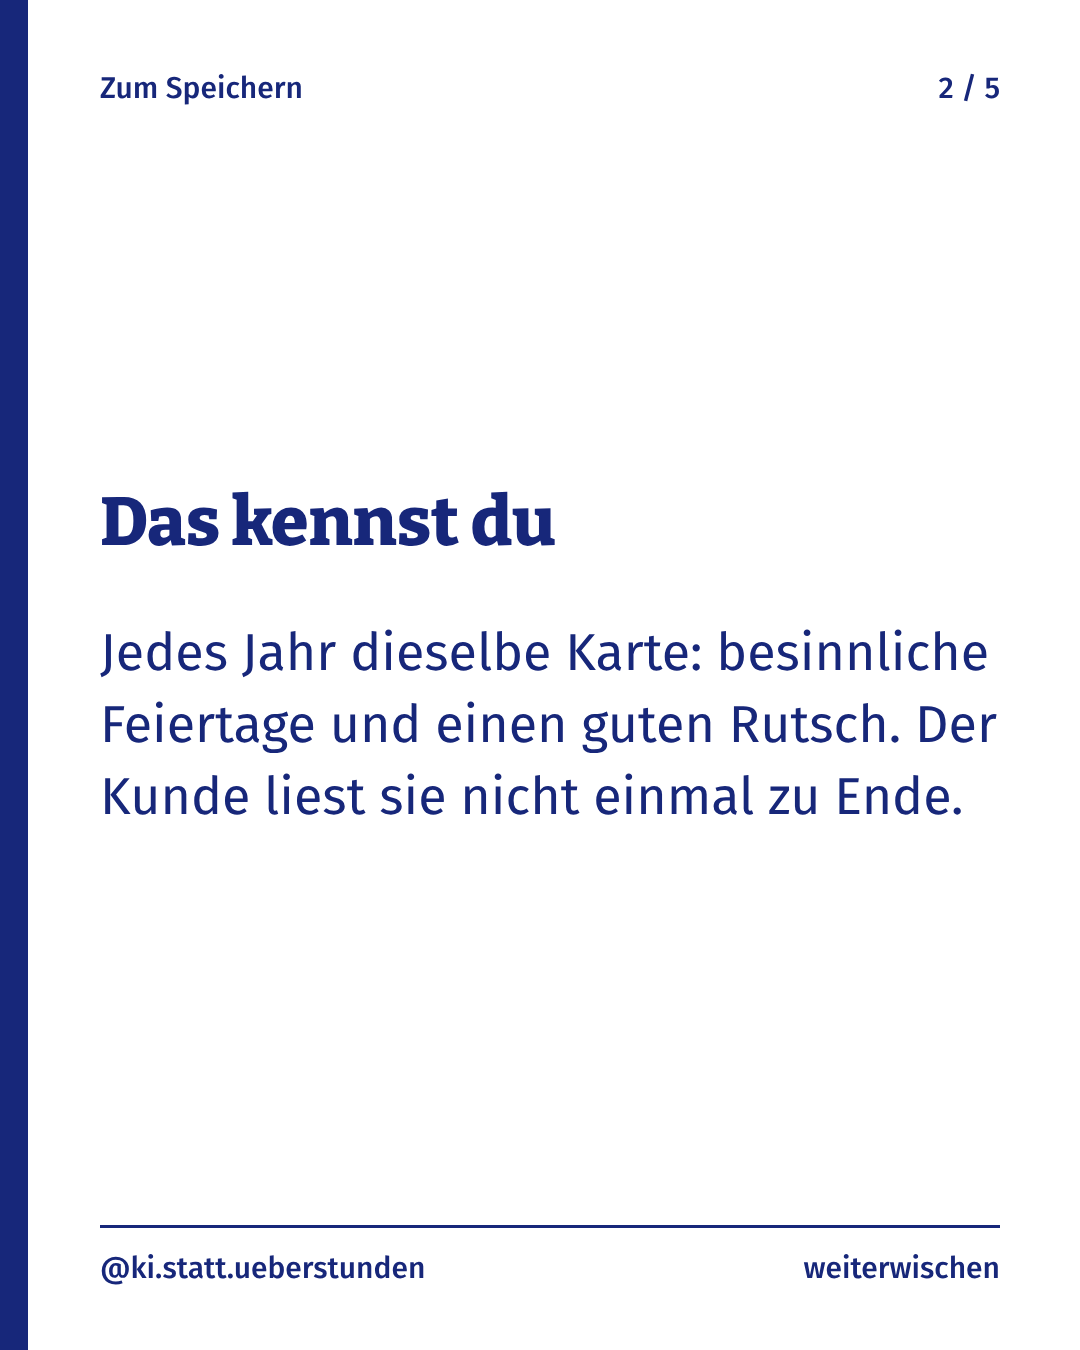 Zum Speichern
2 / 5
Das kennst du
Jedes Jahr dieselbe Karte: besinnliche
Feiertage und einen guten Rutsch. Der
Kunde liest sie nicht einmal zu Ende.
@ki.statt.ueberstunden
weiterwischen